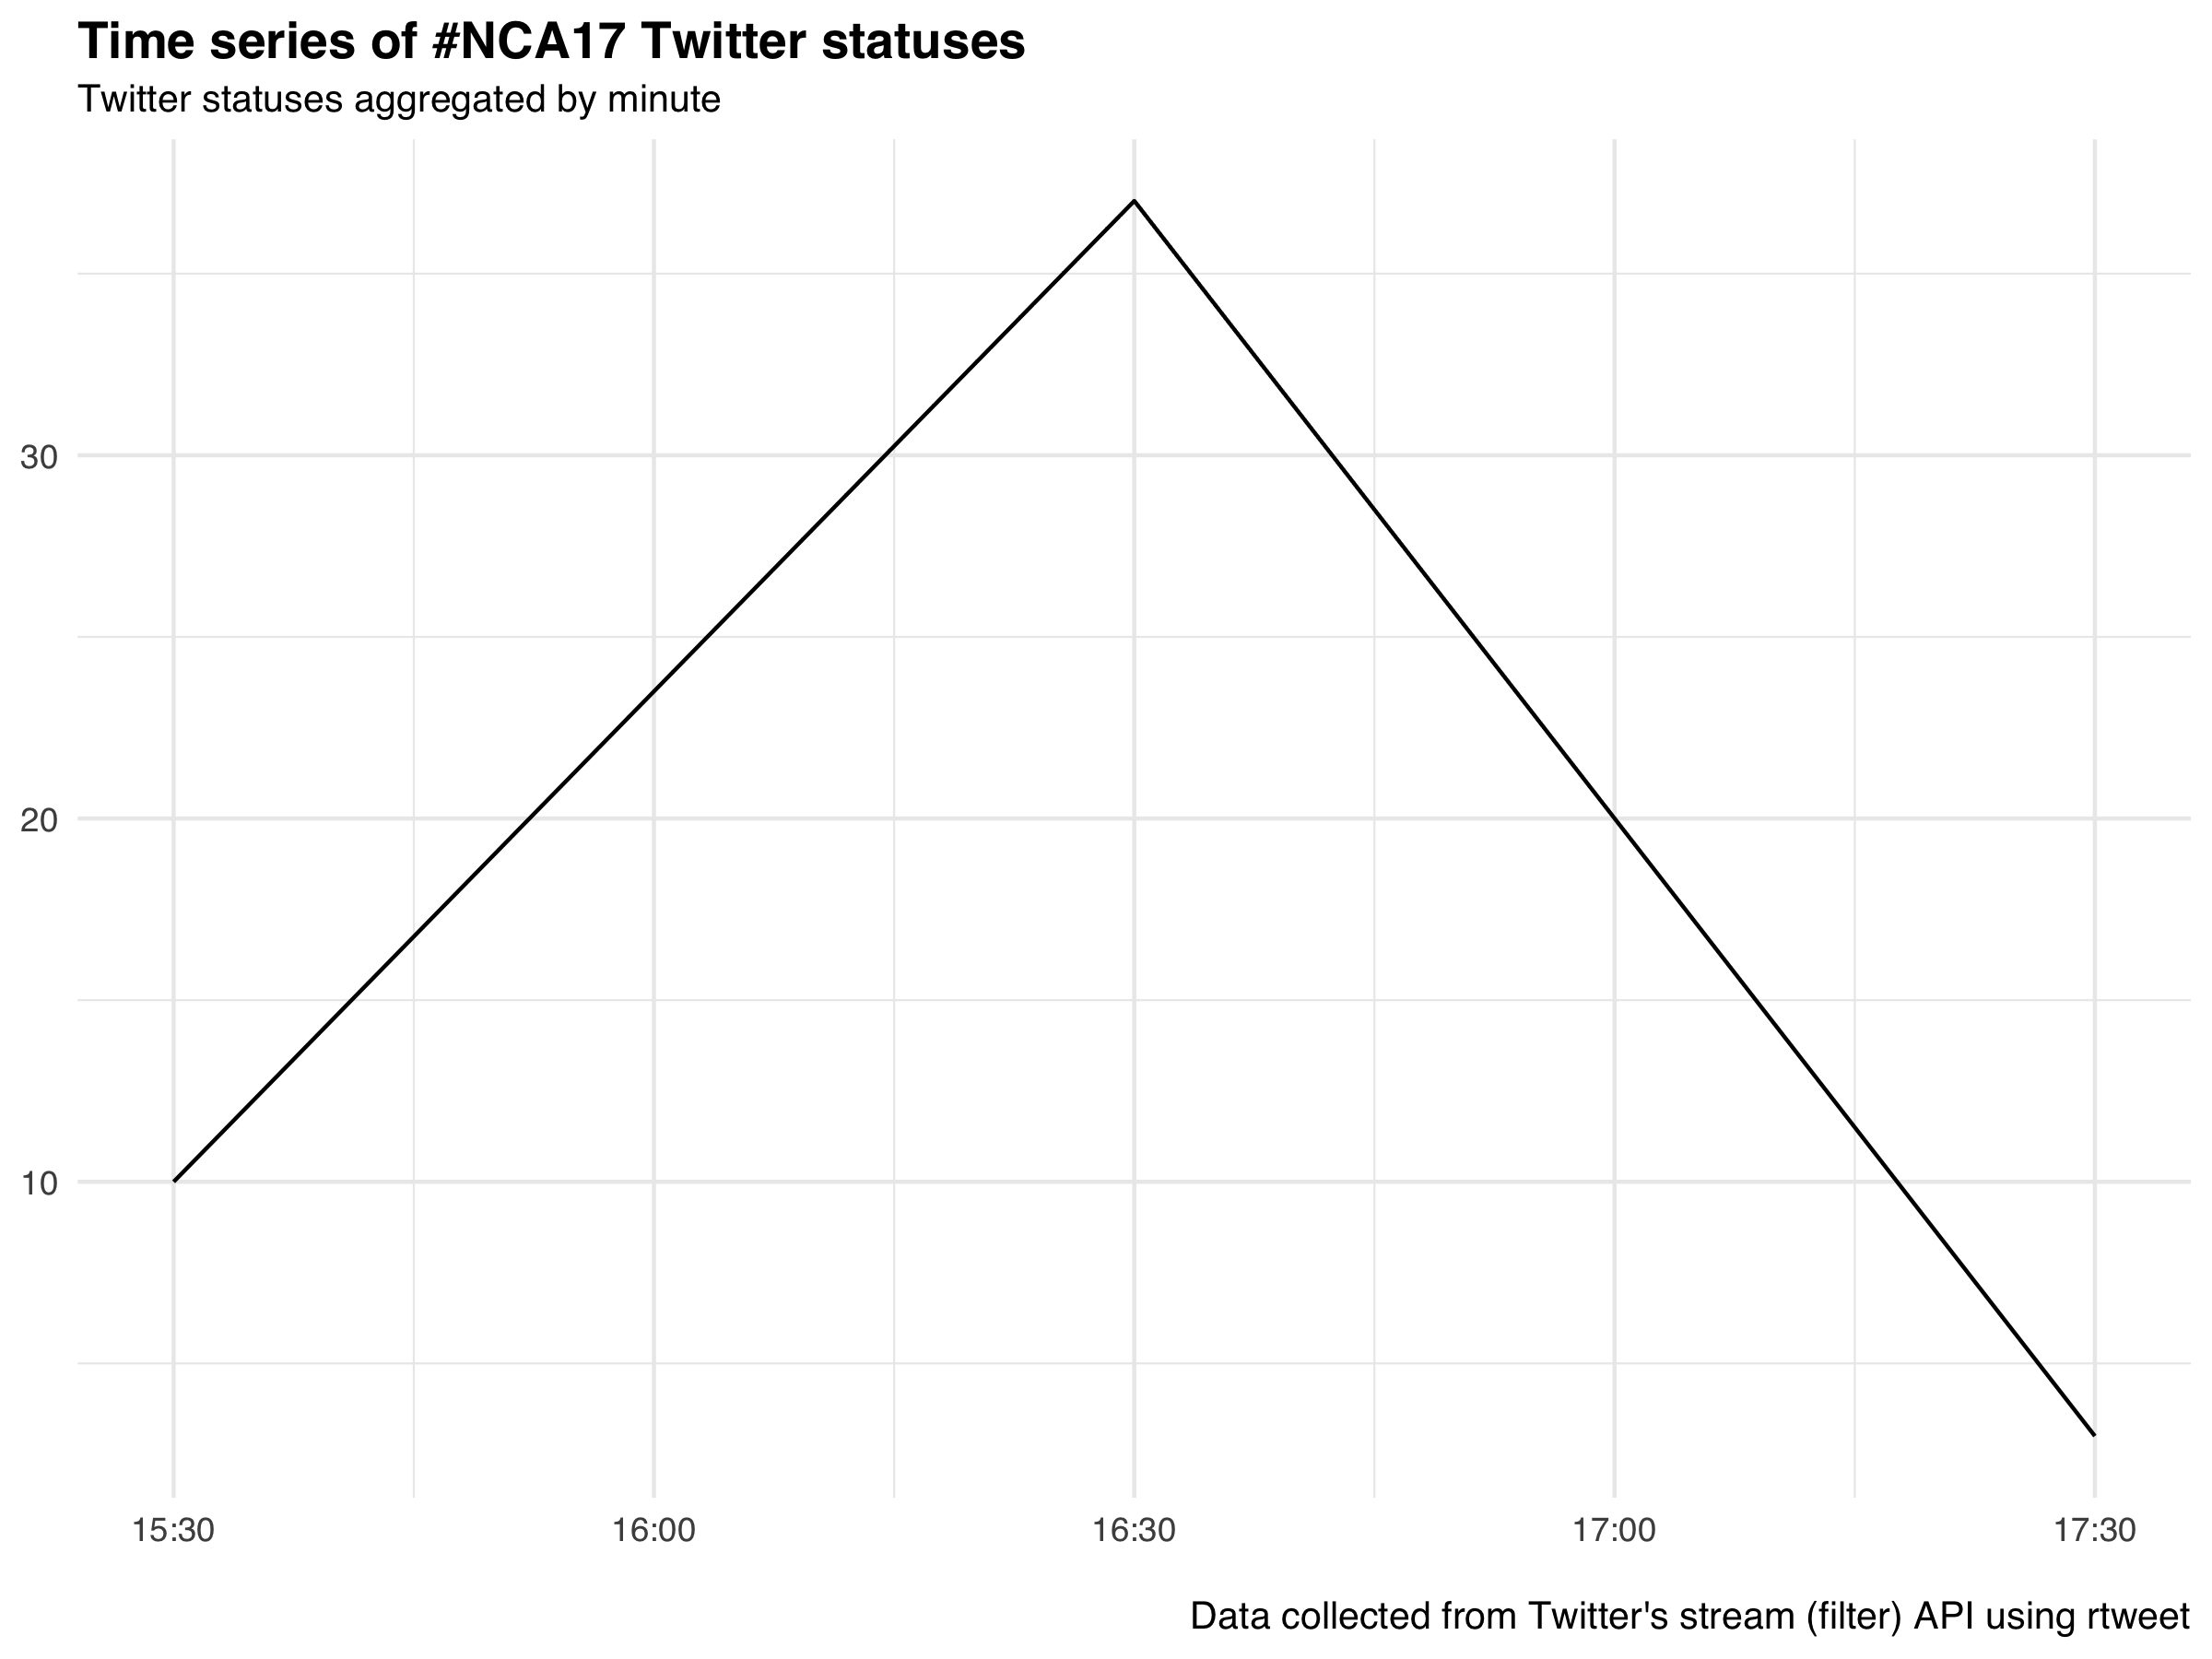 Time series of #NCA17 Twitter statuses
Twitter statuses aggregated by minute
30
20
10
15:30 16:00 16:30 17:00 17:30
Data collected from Twitter's stream (filter) API using rtweet